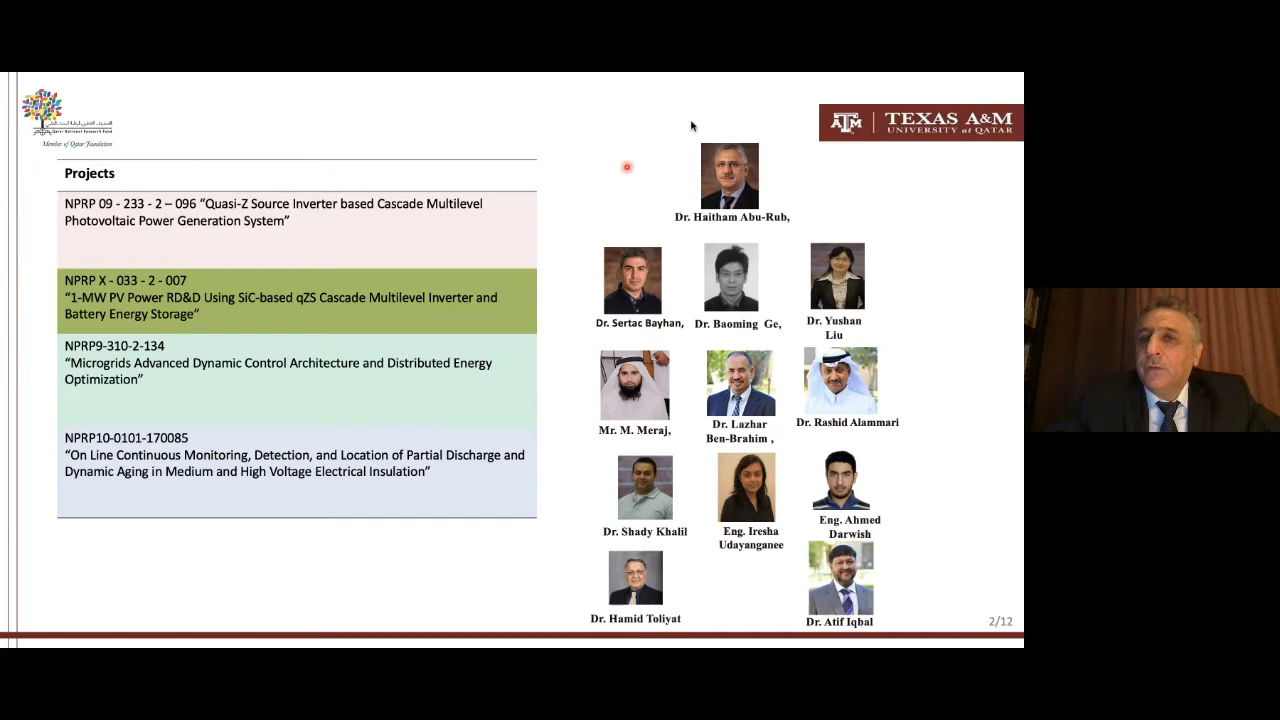 Qatar National Research Fund
Member of Qatar Foundation
ATM
TEXAS A&M
UNIVERSITY at QATAR
Projects
NPRP 09 - 233 - 2 – 096 “Quasi-Z Source Inverter based Cascade Multilevel
Photovoltaic Power Generation System”
NPRP X - 033 - 2 - 007
“1-MW PV Power RD&D Using SiC-based qZS Cascade Multilevel Inverter and
Battery Energy Storage”
NPRP9-310-2-134
“Microgrids Advanced Dynamic Control Architecture and Distributed Energy
Optimization”
NPRP10-0101-170085
“On Line Continuous Monitoring, Detection, and Location of Partial Discharge and
Dynamic Aging in Medium and High Voltage Electrical Insulation”
Dr. Haitham Abu-Rub,
Dr. Sertac Bayhan,
Dr. Baoming Ge,
Dr. Yushan
Liu
Mr. M. Meraj,
Dr. Lazhar
Ben-Brahim ,
Dr. Rashid Alammari
Dr. Shady Khalil
Eng. Iresha
Udayanganee
Eng. Ahmed
Darwish
Dr. Hamid Toliyat
Dr. Atif Iqbal
2/12